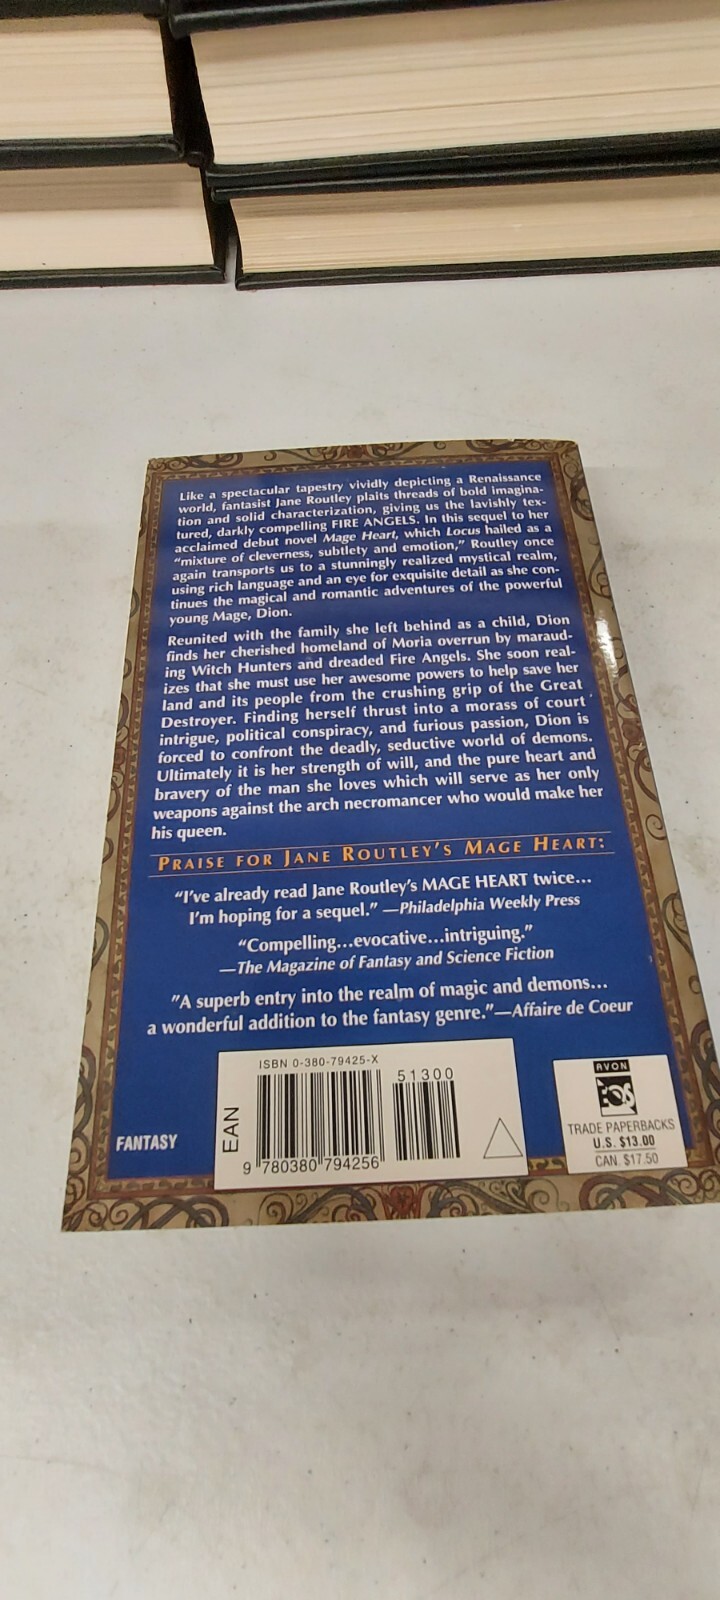 Like a spectacular tapestry vividly depicting a Renaissance
world, fantasist Jane Routley plaits threads of bold imagina-
tion and solid characterization, giving us the lavishly tex-
tured, darkly compelling FIRE ANGELS. In this sequel to her
acclaimed debut novel Mage Heart, which Locus hailed as a
“mixture of cleverness, subtlety and emotion,” Routley once
again transports us to a stunningly realized mystical realm,
using rich language and an eye for exquisite detail as she con-
tinues the magical and romantic adventures of the powerful
young Mage, Dion.
Reunited with the family she left behind as a child, Dion
finds her cherished homeland of Moria overrun by maraud-
ing Witch Hunters and dreaded Fire Angels. She soon real-
izes that she must use her awesome powers to help save her
land and its people from the crushing grip of the Great
Destroyer. Finding herself thrust into a morass of court
intrigue, political conspiracy, and furious passion, Dion is
forced to confront the deadly, seductive world of demons.
Ultimately it is her strength of will, and the pure heart and
bravery of the man she loves which will serve as her only
weapons against the arch necromancer who would make her
his queen.
PRAISE FOR JANE ROUTLEY'S MAGE HEART:
“I've already read Jane Routley's MAGE HEART twice...
I'm hoping for a sequel.” —Philadelphia Weekly Press
“Compelling...evocative...intriguing.”
—The Magazine of Fantasy and Science Fiction
"A superb entry into the realm of magic and demons...
a wonderful addition to the fantasy genre.”—Affaire de Coeur
FANTASY
EAN
ISBN 0-380-79425-X
51300
9 780380 794256
AVON
EOS
TRADE PAPERBACKS
U.S. $13.00
CAN. $17.50